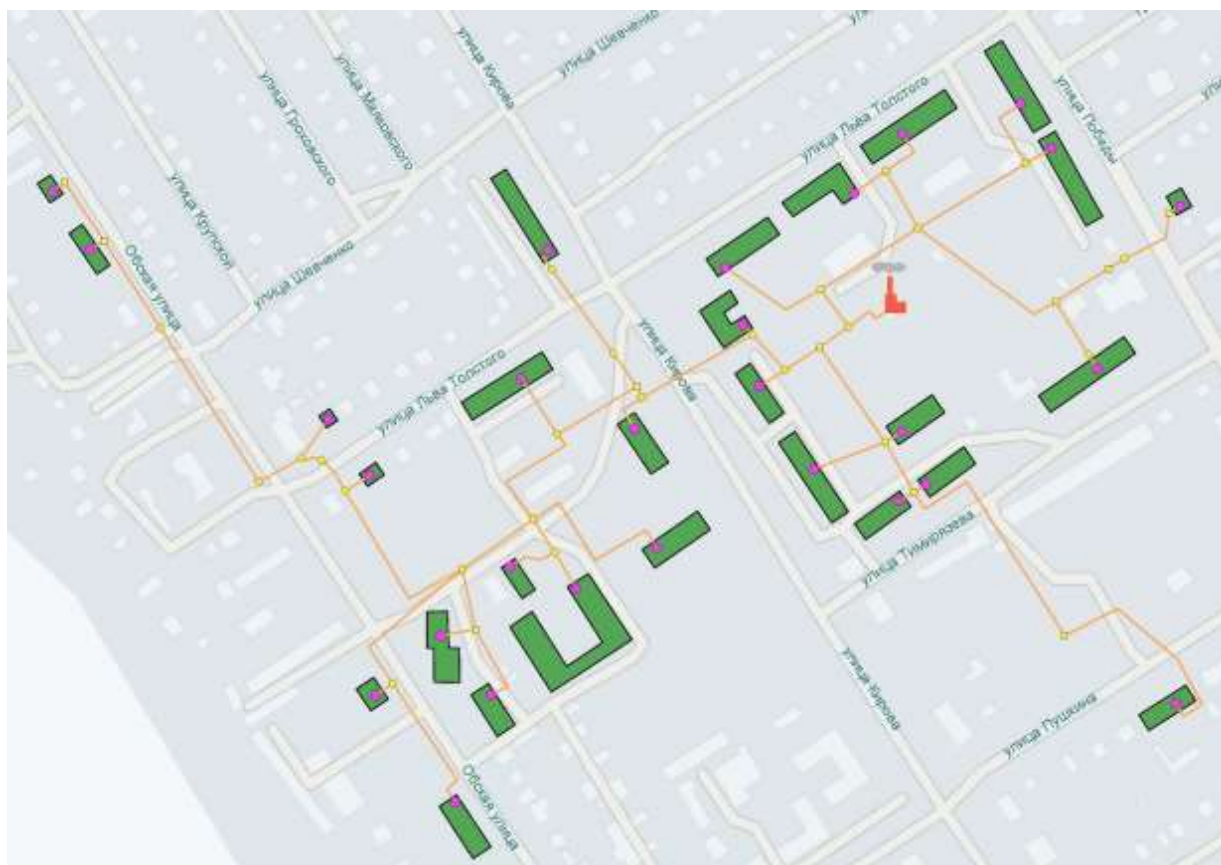 улица Шевченко
улица Кирова
улица Гроховского
улица Маяковского
улица Льва Толстого
улица Победы
улица Крупской
Обская улица
улица Шевченко
улица Кирова
улица Льва Толстого
улица Тимирязева
улица Кирова
улица Пушкина
Обская улица